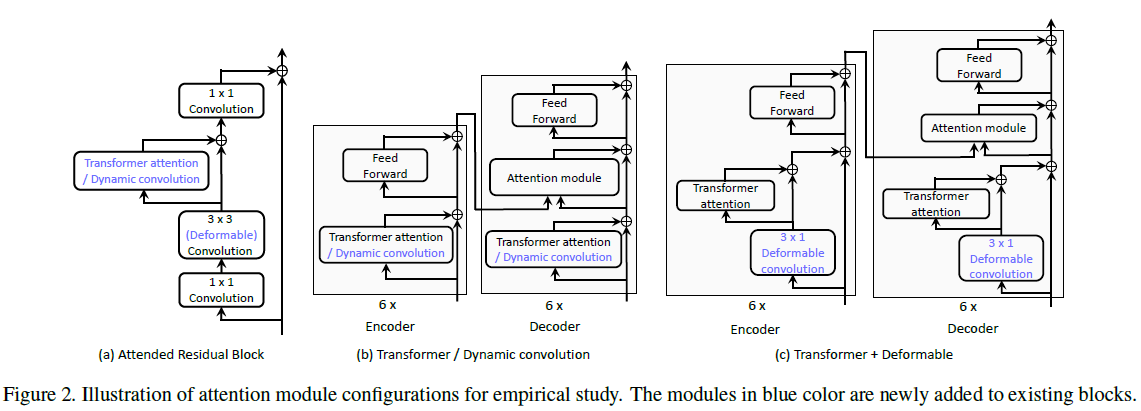 1 x 1
Convolution
Transformer attention
/ Dynamic convolution
3 x 3
(Deformable)
Convolution
1 x 1
Convolution
(a) Attended Residual Block
Feed
Forward
Transformer attention
/ Dynamic convolution
6 x
Encoder
Feed
Forward
Attention module
Transformer attention
/ Dynamic convolution
6 x
Decoder
(b) Transformer / Dynamic convolution
Feed
Forward
Transformer
attention
3 x 1
Deformable
convolution
6 x
Encoder
Feed
Forward
Attention module
Transformer
attention
3 x 1
Deformable
convolution
6 x
Decoder
(c) Transformer + Deformable
Figure 2. Illustration of attention module configurations for empirical study. The modules in blue color are newly added to existing blocks.